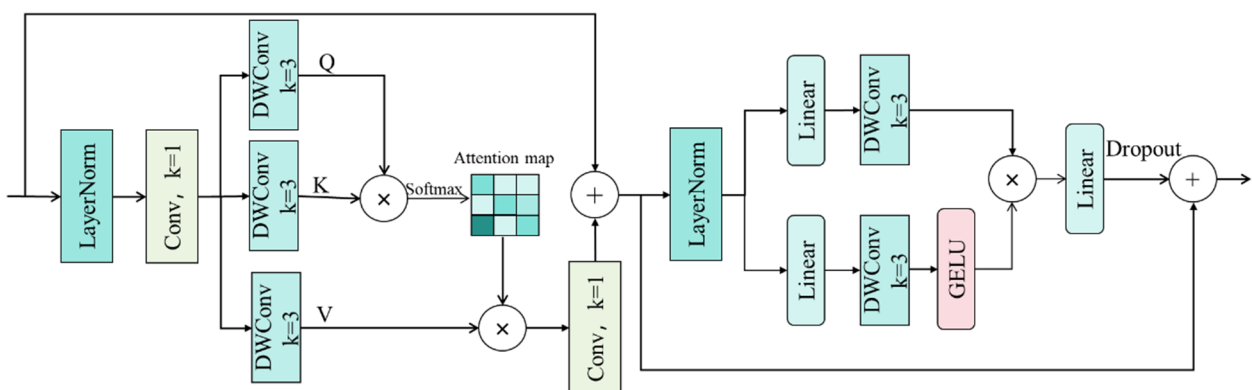 LayerNorm
Conv, k=1
DWConv
k=3
Q
DWConv
k=3
K
DWConv
k=3
V
×
Softmax
Attention map
×
Conv, k=1
+
LayerNorm
Linear
DWConv
k=3
Linear
DWConv
k=3
GELU
×
Linear
Dropout
+